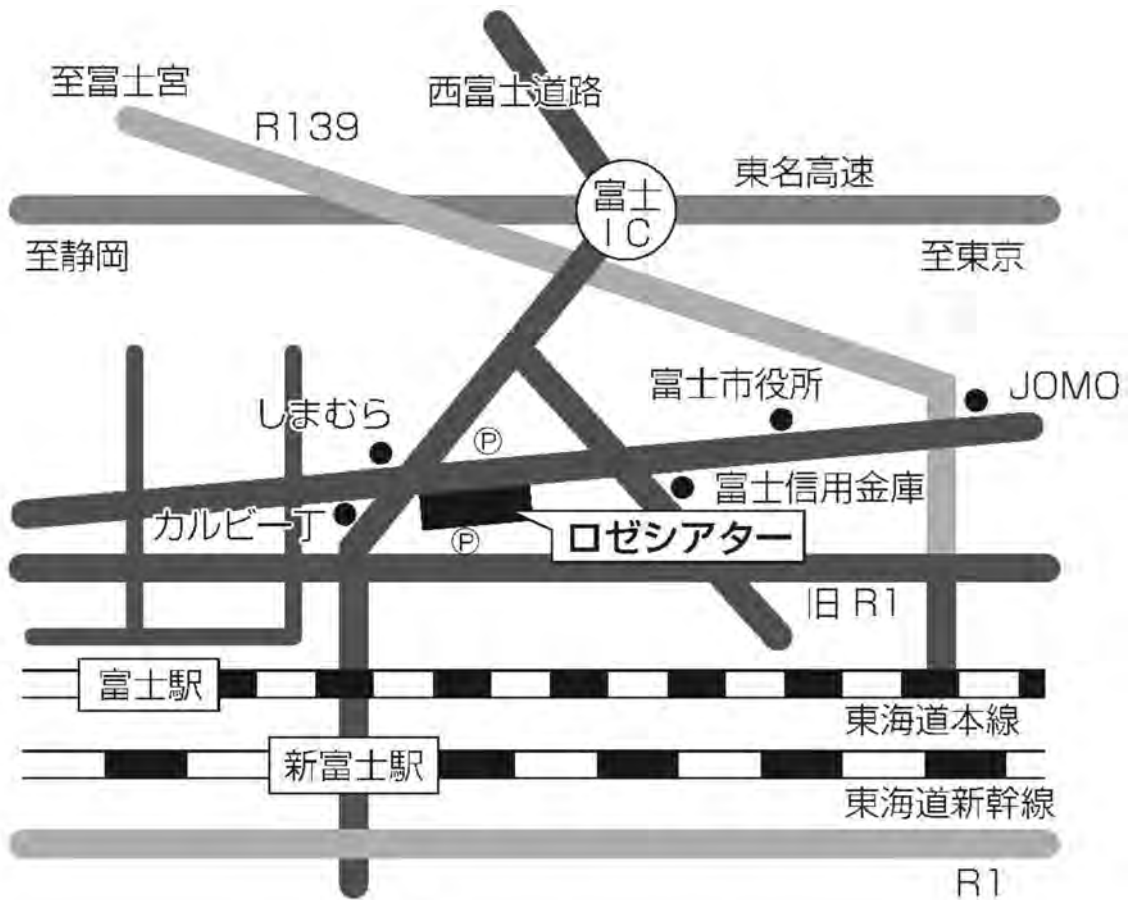 至富士宮
西富士道路
R139
東名高速
富士
IC
至静岡
至東京
富士市役所
JOMO
しまむら
Ⓟ
富士信用金庫
カルビー丁
Ⓟ
ロゼシアター
旧 R1
富士駅
東海道本線
新富士駅
東海道新幹線
R1